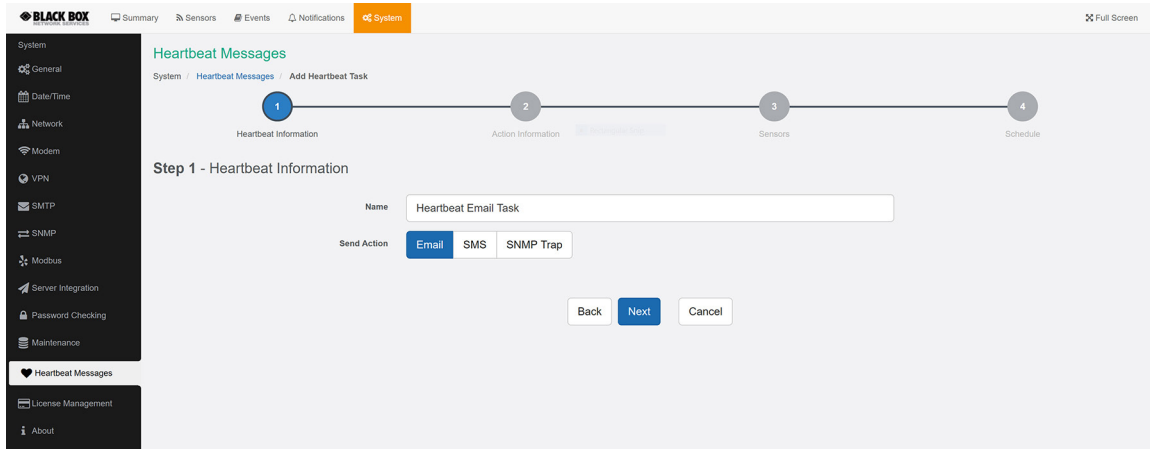 BLACK BOX
NETWORK SERVICES
Summary
Sensors
Events
Notifications
System
Full Screen
System
General
Date/Time
Network
Modem
VPN
SMTP
SNMP
Modbus
Server Integration
Password Checking
Maintenance
Heartbeat Messages
License Management
About
Heartbeat Messages
System / Heartbeat Messages / Add Heartbeat Task
1
2
3
4
Heartbeat Information
Action Information
Sensors
Schedule
Step 1 - Heartbeat Information
Name
Heartbeat Email Task
Send Action
Email
SMS
SNMP Trap
Back
Next
Cancel